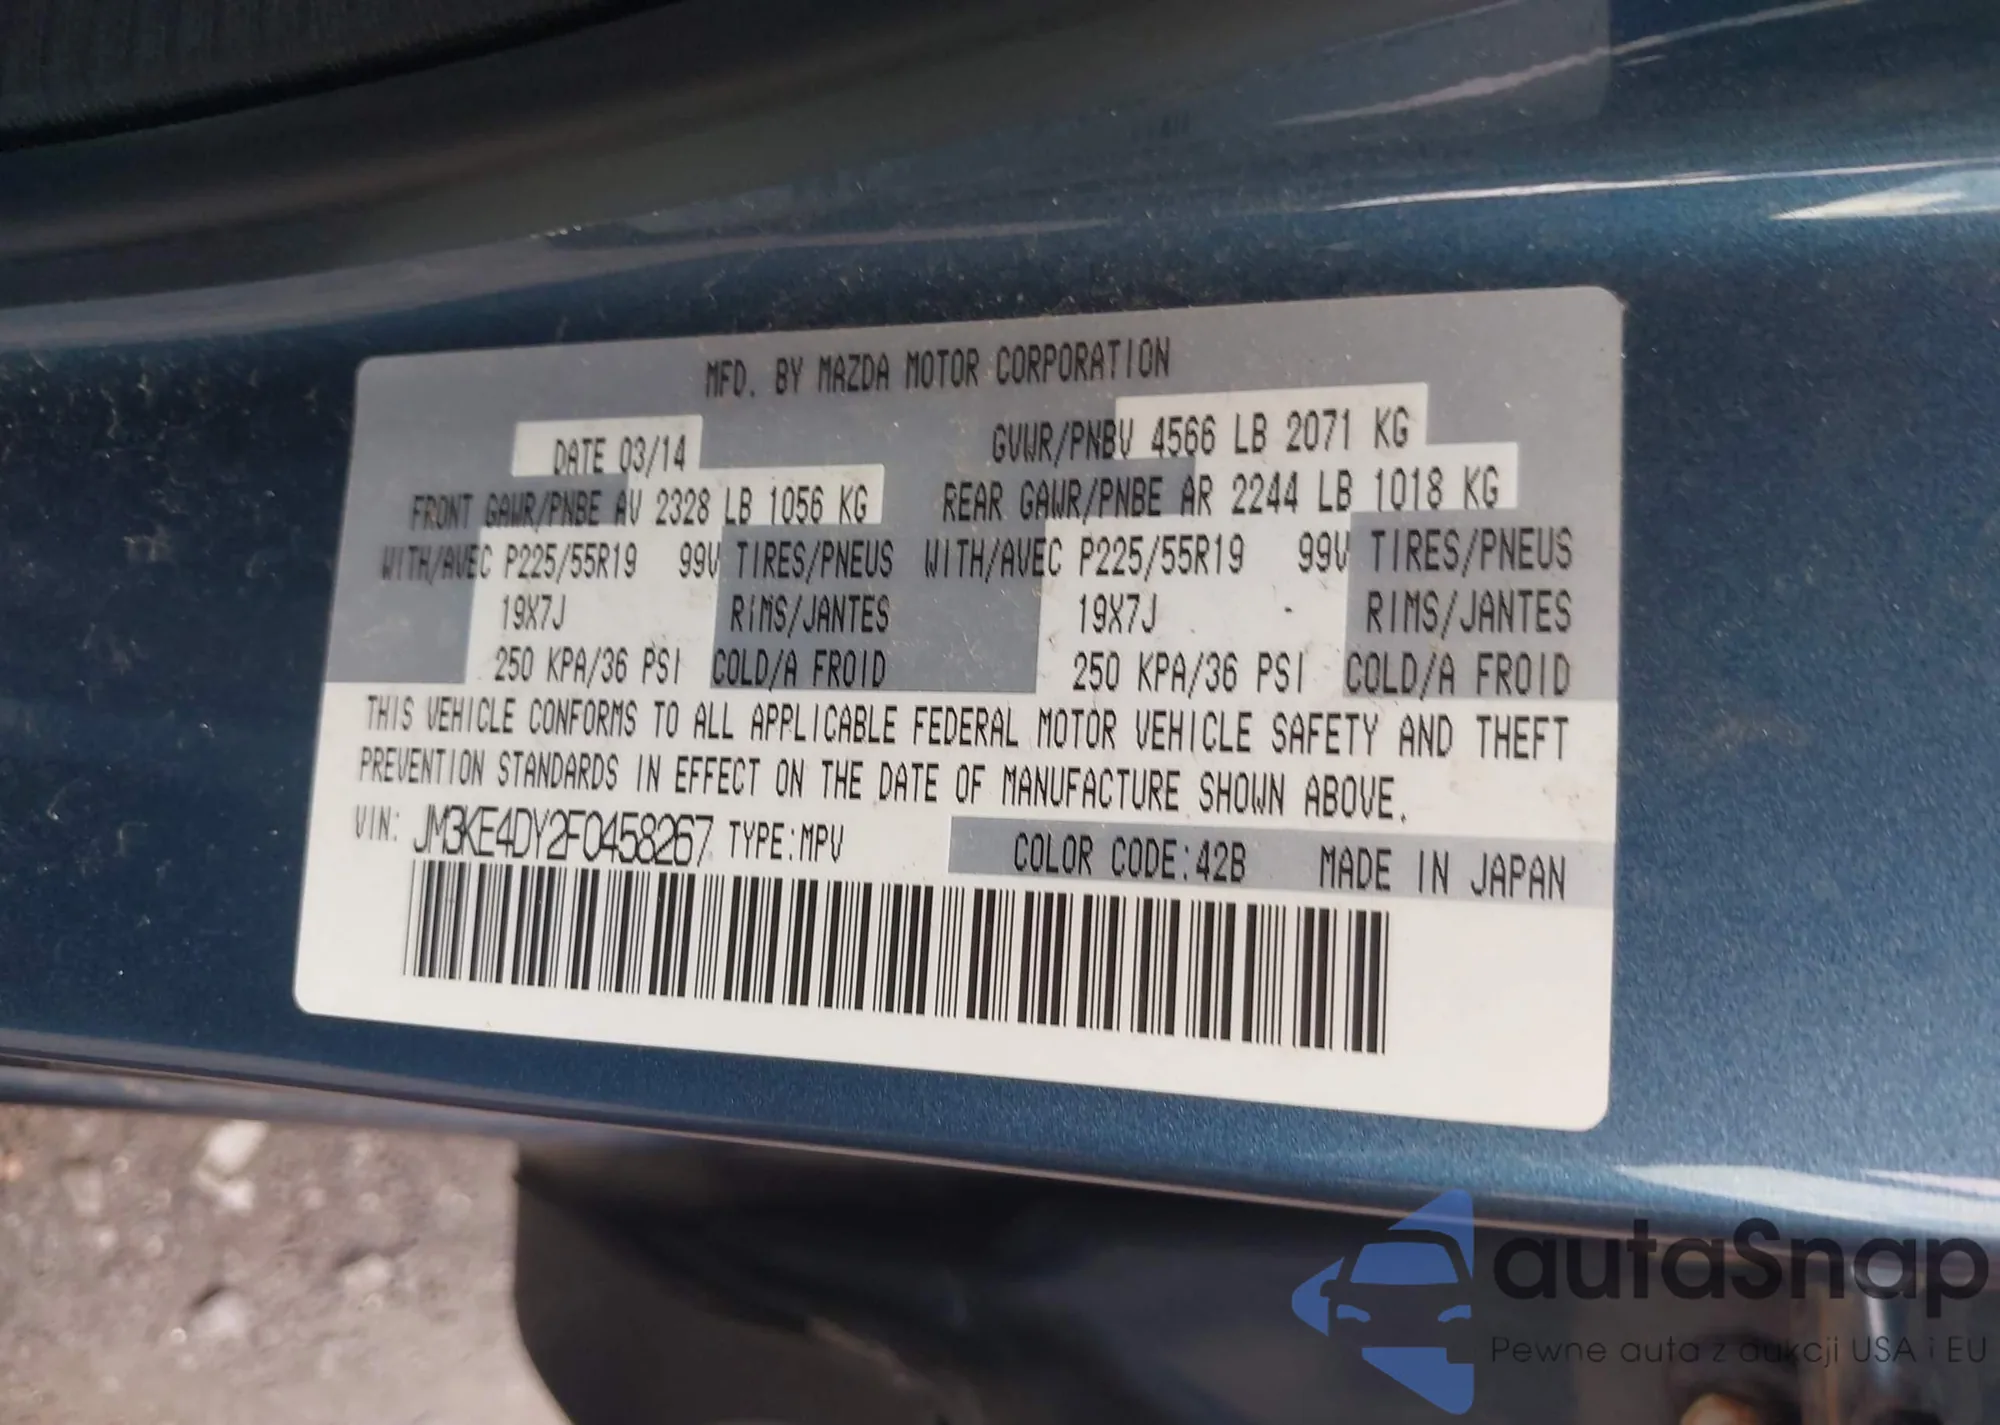 MFD. BY MAZDA MOTOR CORPORATION
DATE 03/14 GVWR/PNBV 4566 LB 2071 KG
FRONT GAWR/PNBE AV 2328 LB 1056 KG REAR GAWR/PNBE AR 2244 LB 1018 KG
WITH/AVEC P225/55R19 99V TIRES/PNEUS WITH/AVEC P225/55R19 99V TIRES/PNEUS
19X7J RIMS/JANTES 19X7J - RIMS/JANTES
250 KPA/36 PSI COLD/A FROID 250 KPA/36 PSI COLD/A FROID
THIS VEHICLE CONFORMS TO ALL APPLICABLE FEDERAL MOTOR VEHICLE SAFETY AND THEFT
PREVENTION STANDARDS IN EFFECT ON THE DATE OF MANUFACTURE SHOWN ABOVE.
VIN: JM3KE4DY2F0458267 TYPE:MPV COLOR CODE:42B MADE IN JAPAN
autaSnap
Pewne auta z aukcji USA i EU